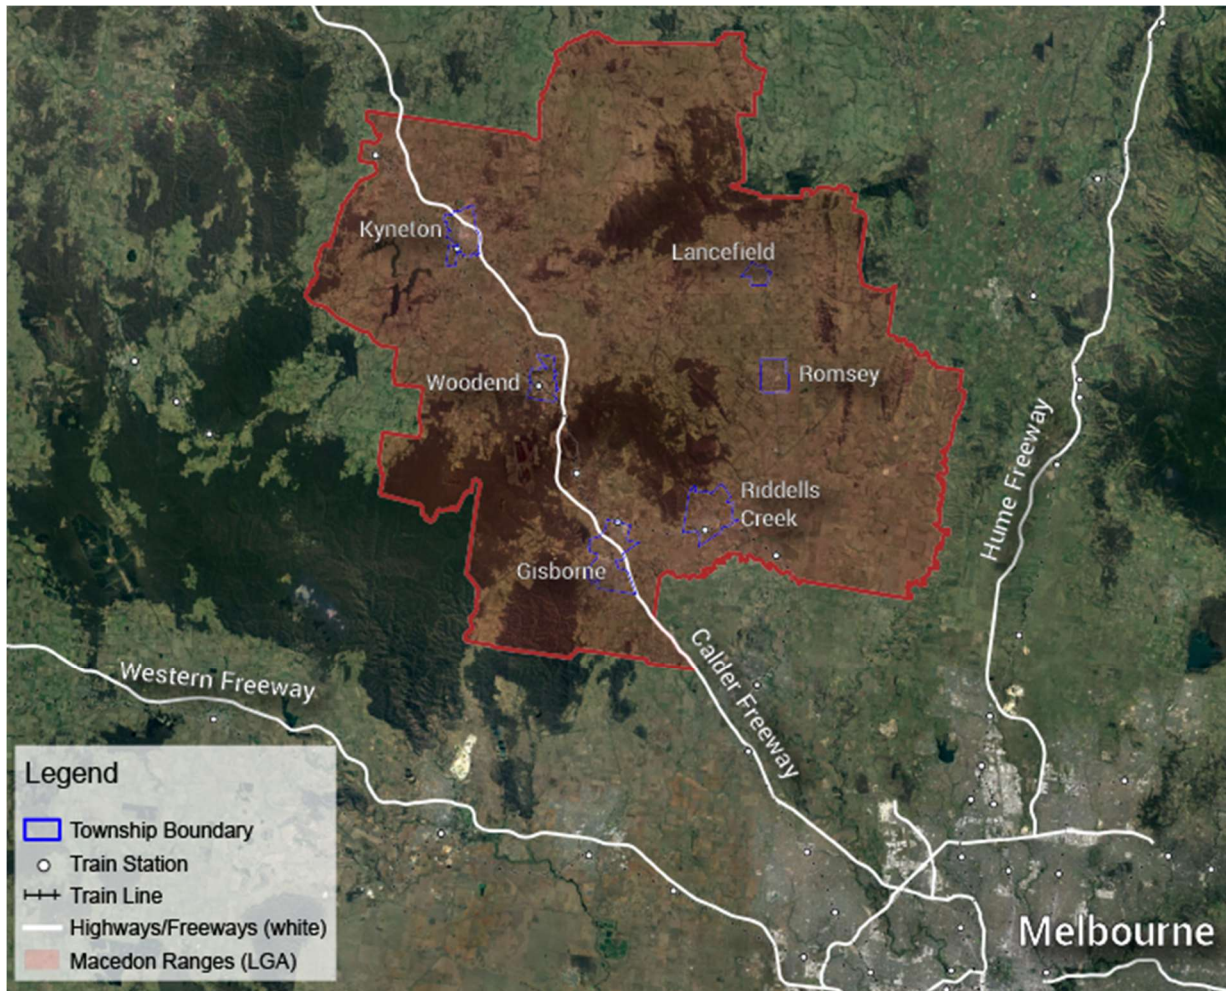 Kyneton
Lancefield
Woodend
Romsey
Riddells
Creek
Gisborne
Hume Freeway
Calder Freeway
Western Freeway
Legend
Township Boundary
Train Station
Train Line
Highways/Freeways (white)
Macedon Ranges (LGA)
Melbourne